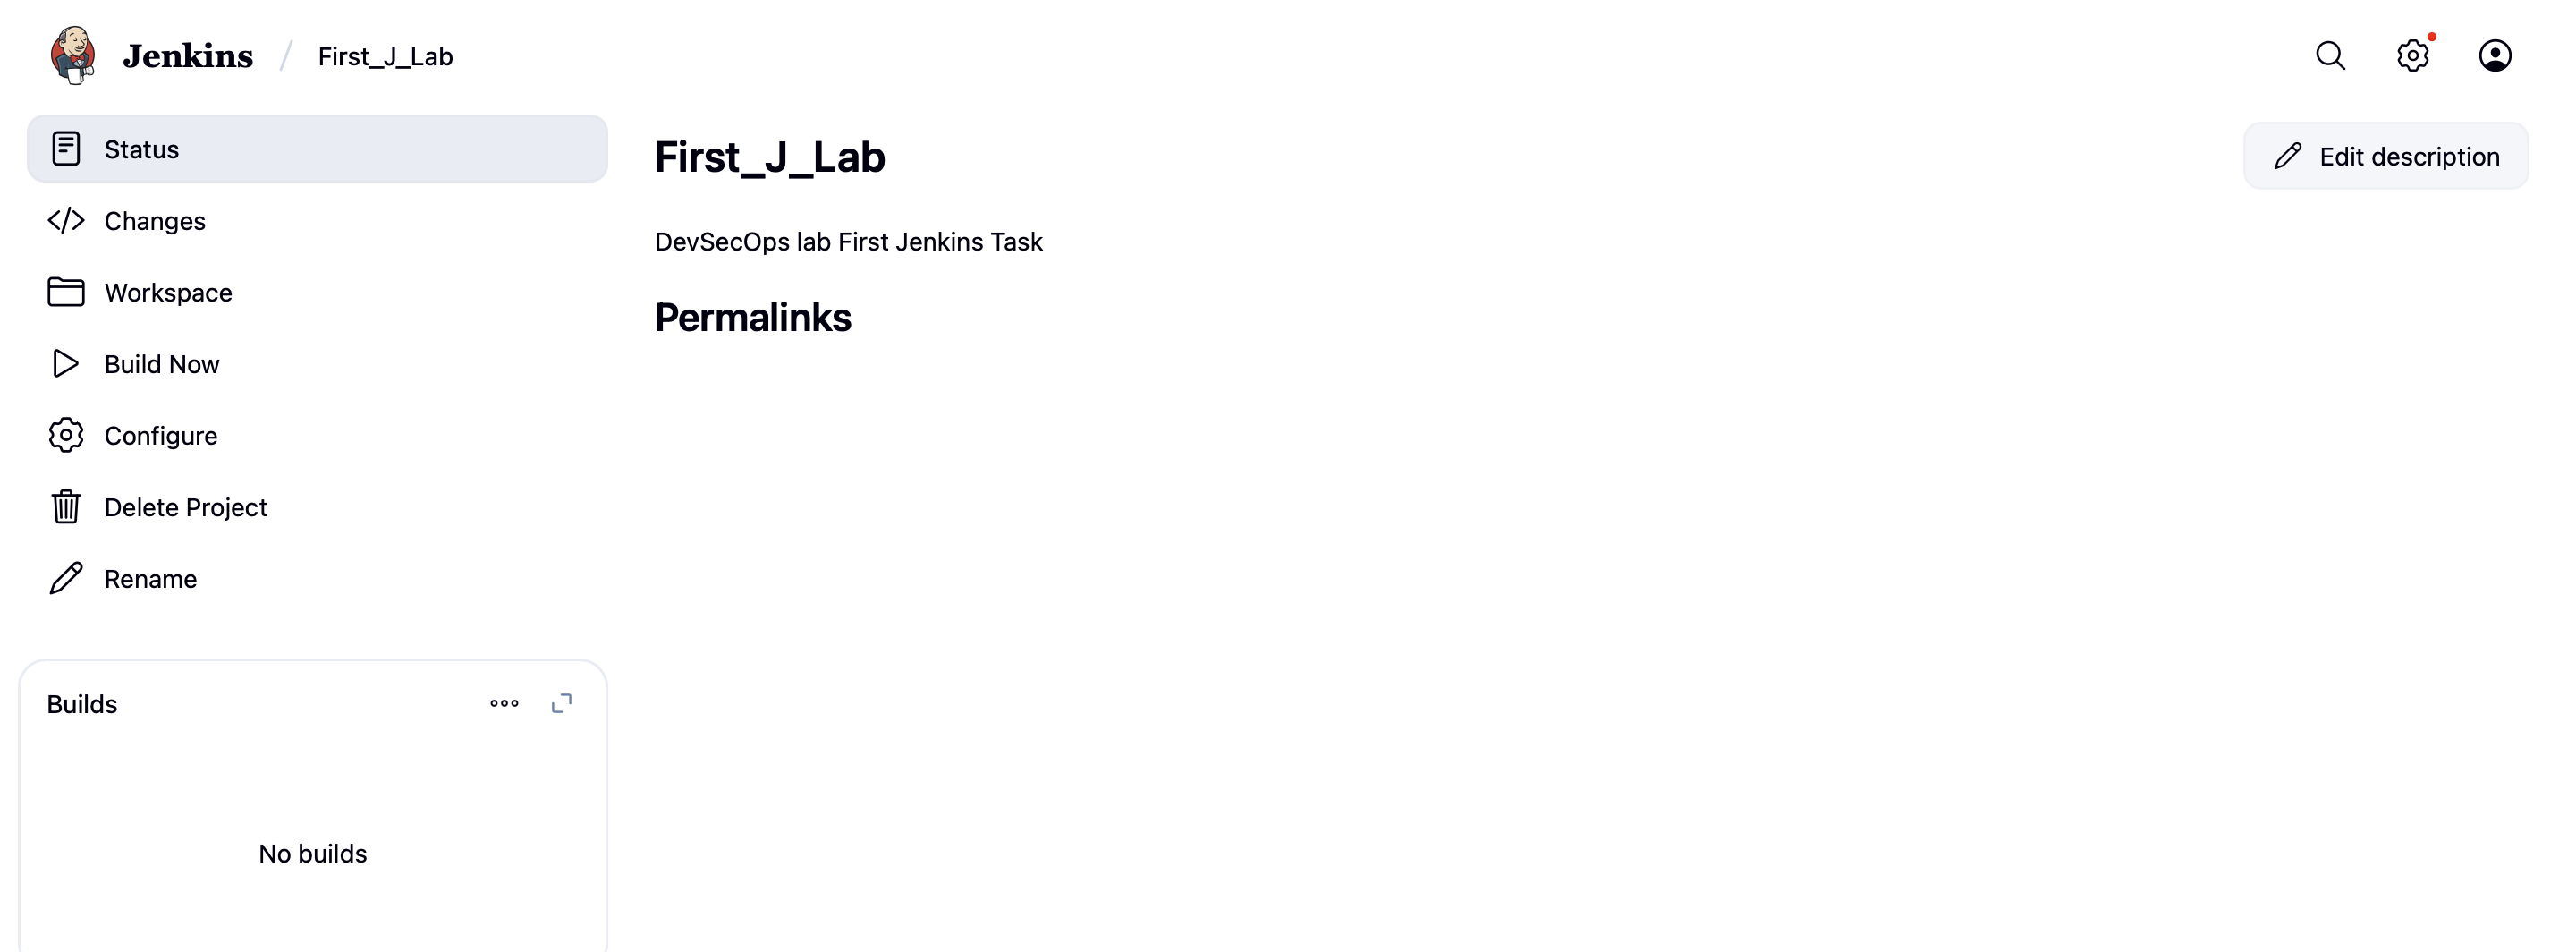 Jenkins / First_J_Lab
Status
Changes
Workspace
Build Now
Configure
Delete Project
Rename
Builds
No builds
First_J_Lab
Edit description
DevSecOps lab First Jenkins Task
Permalinks